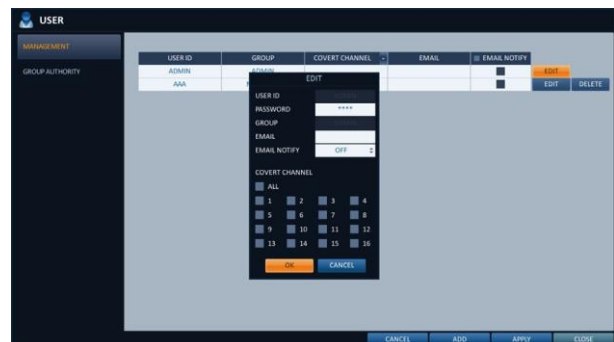 USER
MANAGEMENT
GROUP AUTHORITY
USER ID GROUP COVERT CHANNEL EMAIL EMAIL NOTIFY
ADMIN ADMIN EDIT
AAA EDIT DELETE
EDIT
USER ID
PASSWORD ****
GROUP
EMAIL
EMAIL NOTIFY OFF
COVERT CHANNEL
ALL
1 2 3 4
5 6 7 8
9 10 11 12
13 14 15 16
OK CANCEL
CANCEL ADD APPLY CLOSE